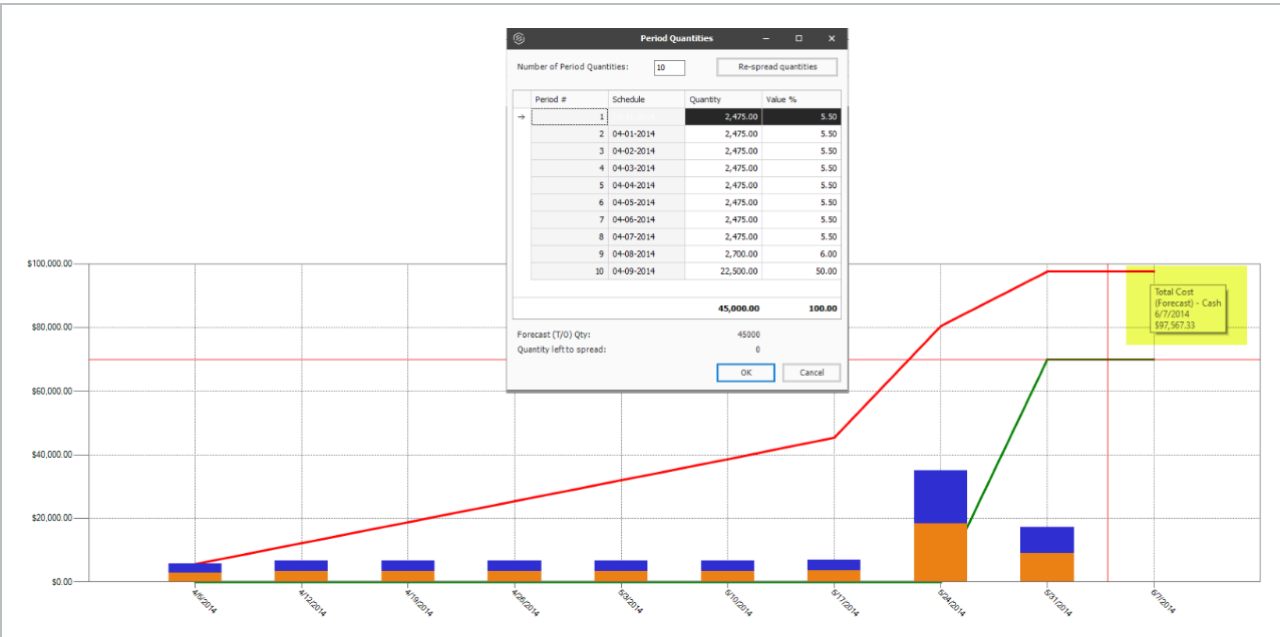 Period Quantities
Number of Period Quantities: 10 Re-spread quantities
Period # Schedule Quantity Value %
1 2,475.00 5.50
2 04-01-2014 2,475.00 5.50
3 04-02-2014 2,475.00 5.50
4 04-03-2014 2,475.00 5.50
5 04-04-2014 2,475.00 5.50
6 04-05-2014 2,475.00 5.50
7 04-06-2014 2,475.00 5.50
8 04-07-2014 2,475.00 5.50
9 04-08-2014 2,700.00 6.00
10 04-09-2014 22,500.00 50.00
45,000.00 100.00
Forecast (T/O) Qty: 45000
Quantity left to spread: 0
OK Cancel
$100,000.00
$80,000.00
$60,000.00
$40,000.00
$20,000.00
$0.00
Total Cost
(Forecast) - Cash
6/7/2014
$97,567.33
4/12/2014
4/19/2014
4/26/2014
5/3/2014
5/10/2014
5/17/2014
5/24/2014
5/31/2014
6/7/2014